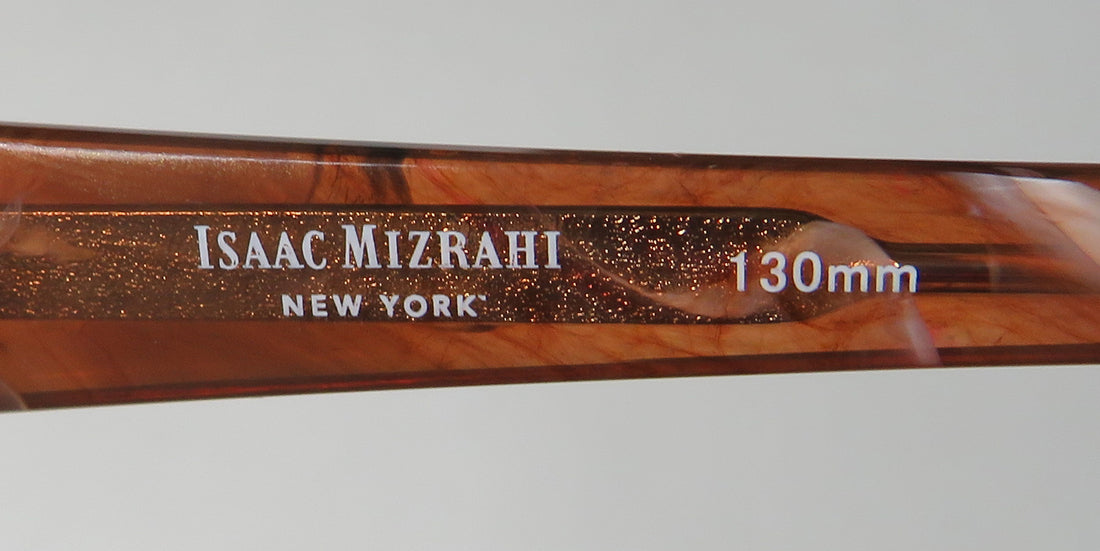 ISAAC MIZRAHI
NEW YORK
130mm